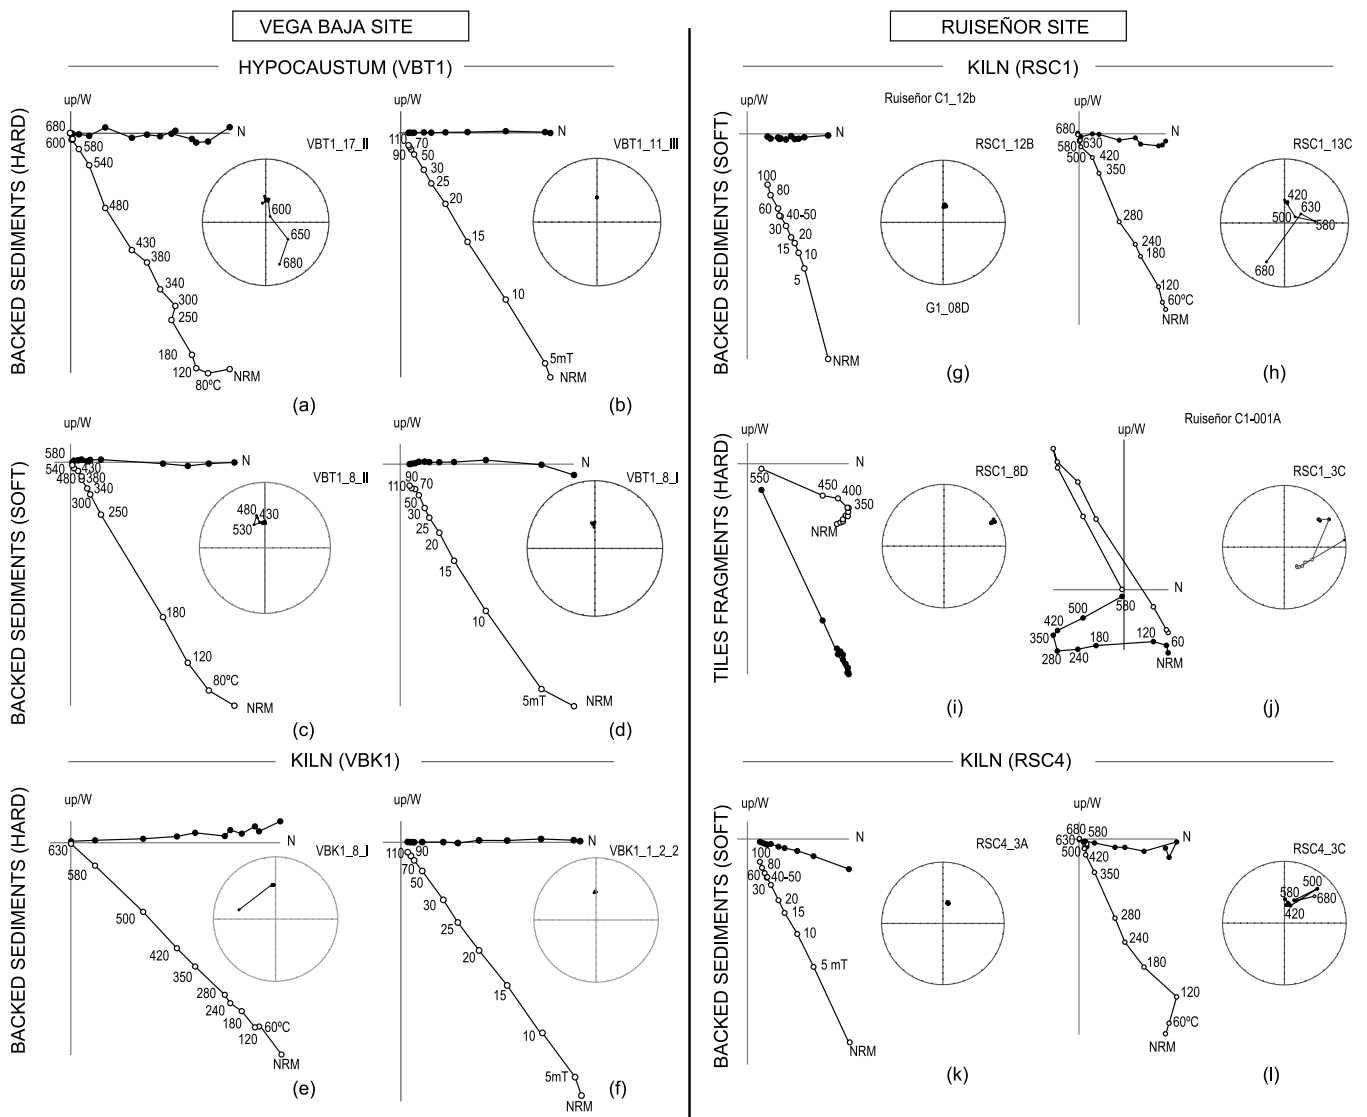 VEGA BAJA SITE
RUISEÑOR SITE
HYPOCAUSTUM (VBT1)
KILN (RSC1)
BACKED SEDIMENTS (HARD)
up/W
N
680
600
580
540
480
430
380
340
300
250
180
120
80ºC
NRM
VBT1_17_II
600
650
680
(a)
up/W
N
110
90
70
50
30
25
20
15
10
5mT
NRM
VBT1_11_III
(b)
BACKED SEDIMENTS (SOFT)
up/W
Ruiseñor C1_12b
RSC1_12B
100
80
60
40-50
30
20
15
10
5
NRM
G1_08D
(g)
up/W
N
680
630
580
500
420
350
280
240
180
120
60ºC
NRM
RSC1_13C
420
630
500
580
680
(h)
BACKED SEDIMENTS (SOFT)
up/W
N
580
540
430
480
380
340
300
250
180
120
80ºC
NRM
VBT1_8_II
480
430
530
(c)
up/W
N
90
110
70
50
30
25
20
15
10
5mT
NRM
VBT1_8_I
(d)
TILES FRAGMENTS (HARD)
up/W
N
550
450
400
350
NRM
RSC1_8D
(i)
Ruiseñor C1-001A
up/W
N
580
500
420
350
280
240
180
120
60
NRM
RSC1_3C
(j)
KILN (VBK1)
KILN (RSC4)
BACKED SEDIMENTS (HARD)
up/W
N
630
580
500
420
350
280
240
180
120
60ºC
NRM
VBK1_8_I
(e)
up/W
N
110
90
70
50
30
25
20
15
10
5mT
NRM
VBK1_1_2_2
(f)
BACKED SEDIMENTS (SOFT)
up/W
N
100
80
60
40-50
30
20
15
10
5 mT
NRM
RSC4_3A
(k)
up/W
N
680
580
630
500
420
350
280
240
180
120
60ºC
NRM
RSC4_3C
500
580
680
420
(l)